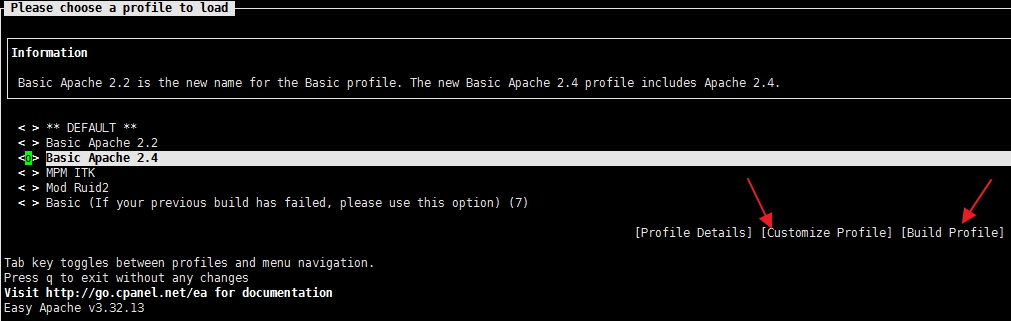 Please choose a profile to load
Information
Basic Apache 2.2 is the new name for the Basic profile. The new Basic Apache 2.4 profile includes Apache 2.4.
< > ** DEFAULT **
< > Basic Apache 2.2
<o> Basic Apache 2.4
< > MPM ITK
< > Mod Ruid2
< > Basic (If your previous build has failed, please use this option) (7)
[Profile Details] [Customize Profile] [Build Profile]
Tab key toggles between profiles and menu navigation.
Press q to exit without any changes
Visit http://go.cpanel.net/ea for documentation
Easy Apache v3.32.13